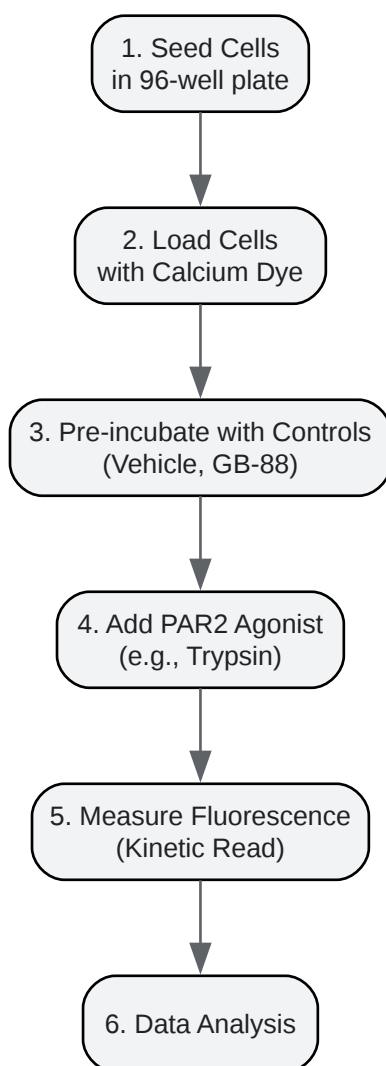 1. Seed Cells
in 96-well plate
2. Load Cells
with Calcium Dye
3. Pre-incubate with Controls
(Vehicle, GB-88)
4. Add PAR2 Agonist
(e.g., Trypsin)
5. Measure Fluorescence
(Kinetic Read)
6. Data Analysis